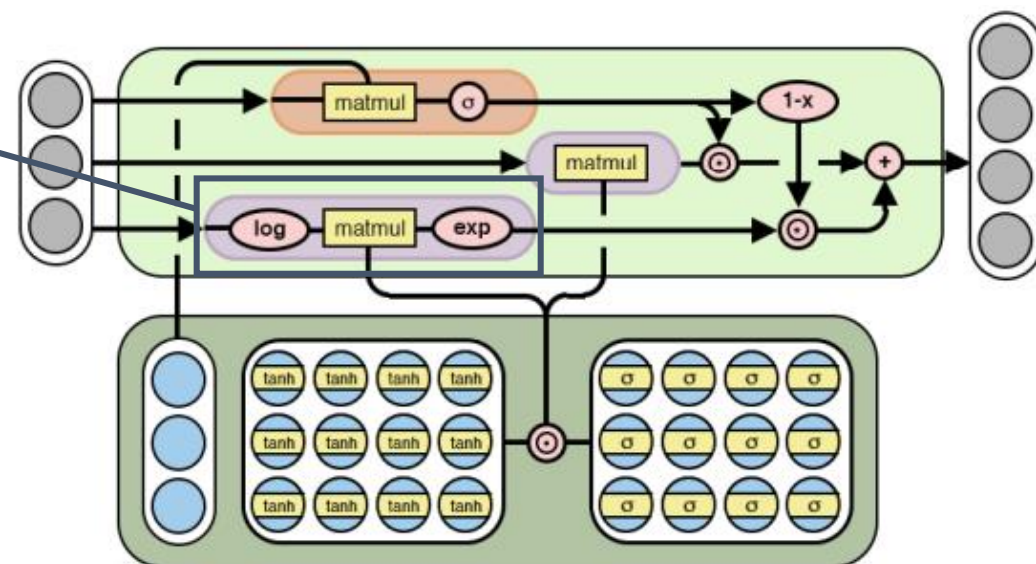 matmul σ 1-x
matmul ⊙ +
log matmul exp ⊙
tanh tanh tanh tanh σ σ σ σ
tanh tanh tanh tanh ⊙ σ σ σ σ
tanh tanh tanh tanh σ σ σ σ